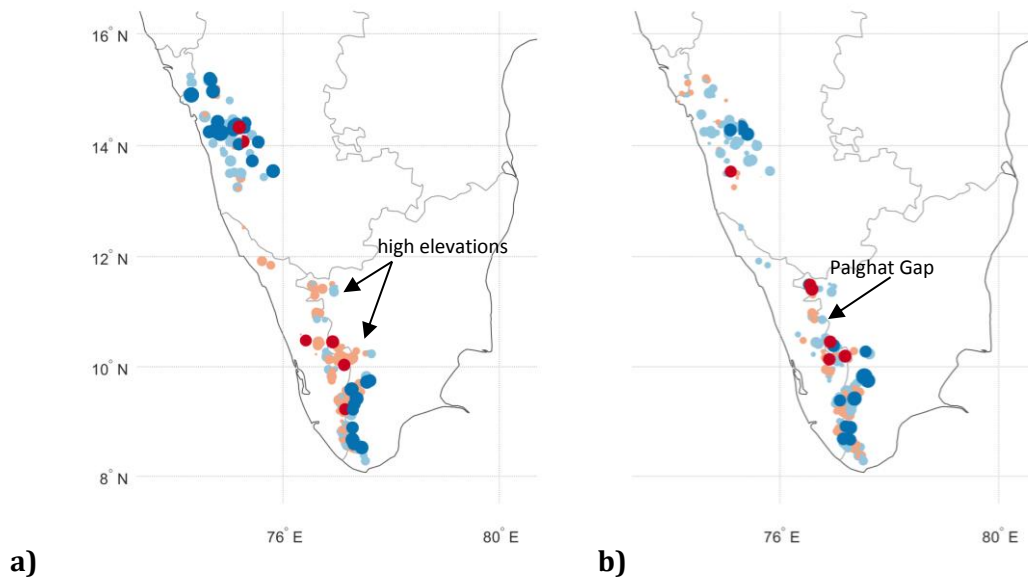 16° N
14° N
12° N
10° N
8° N
high elevations
Palghat Gap
76° E
80° E
76° E
80° E
a)
b)